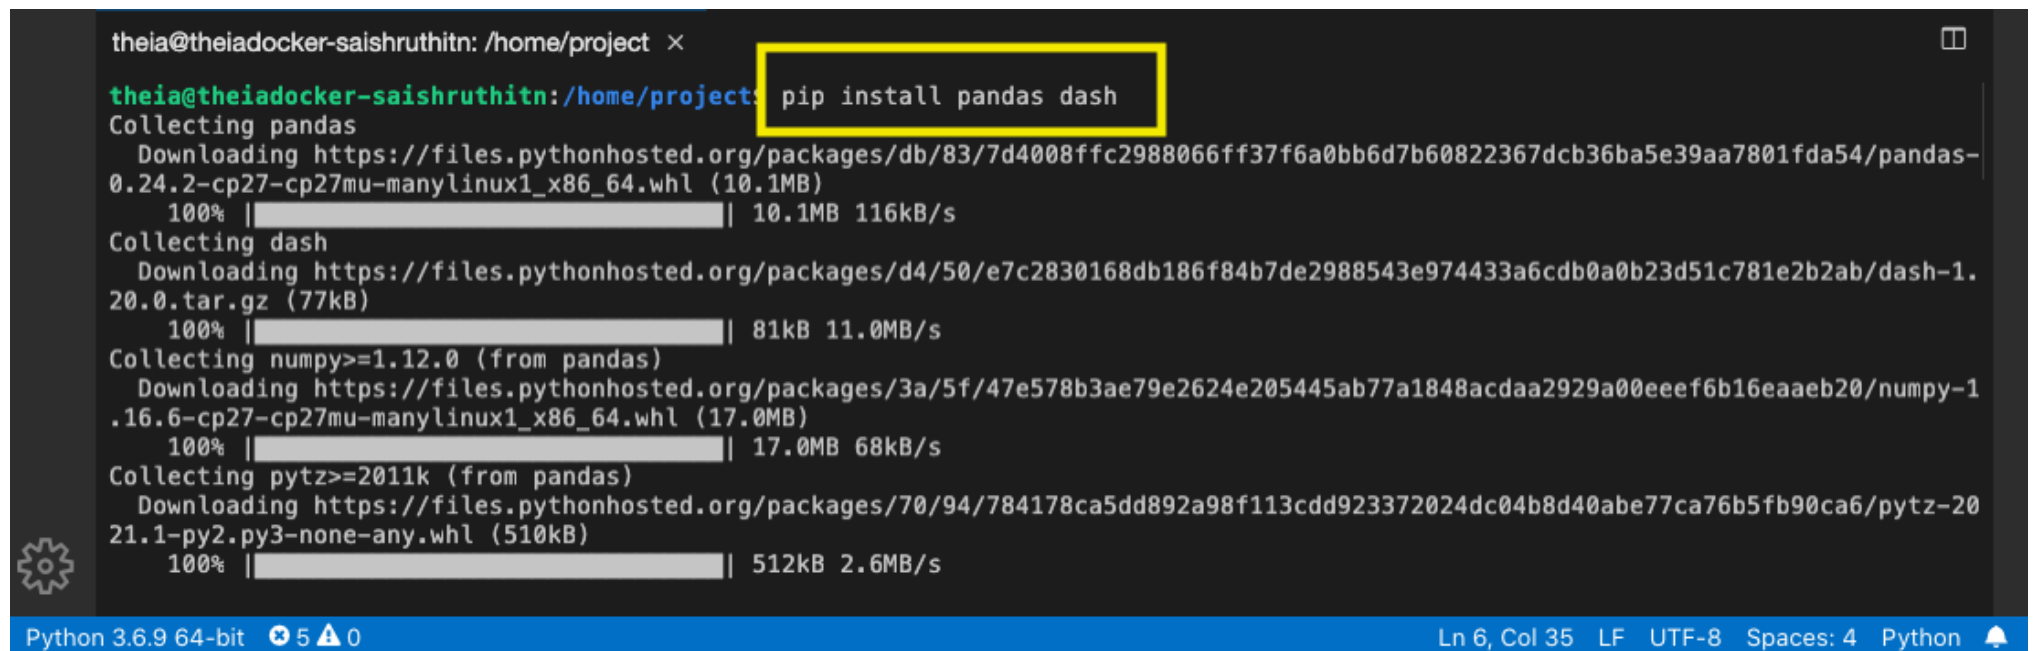 theia@theiadocker-saishruthitn: /home/project ×
theia@theiadocker-saishruthitn:/home/project$ pip install pandas dash
Collecting pandas
  Downloading https://files.pythonhosted.org/packages/db/83/7d4008ffc2988066ff37f6a0bb6d7b60822367dcb36ba5e39aa7801fda54/pandas-
0.24.2-cp27-cp27mu-manylinux1_x86_64.whl (10.1MB)
    100% || 10.1MB 116kB/s
Collecting dash
  Downloading https://files.pythonhosted.org/packages/d4/50/e7c2830168db186f84b7de2988543e974433a6cdb0a0b23d51c781e2b2ab/dash-1.
20.0.tar.gz (77kB)
    100% || 81kB 11.0MB/s
Collecting numpy>=1.12.0 (from pandas)
  Downloading https://files.pythonhosted.org/packages/3a/5f/47e578b3ae79e2624e205445ab77a1848acdaa2929a00eeef6b16eaaeb20/numpy-1
.16.6-cp27-cp27mu-manylinux1_x86_64.whl (17.0MB)
    100% || 17.0MB 68kB/s
Collecting pytz>=2011k (from pandas)
  Downloading https://files.pythonhosted.org/packages/70/94/784178ca5dd892a98f113cdd923372024dc04b8d40abe77ca76b5fb90ca6/pytz-20
21.1-py2.py3-none-any.whl (510kB)
    100% || 512kB 2.6MB/s
Python 3.6.9 64-bit 5 0 Ln 6, Col 35 LF UTF-8 Spaces: 4 Python